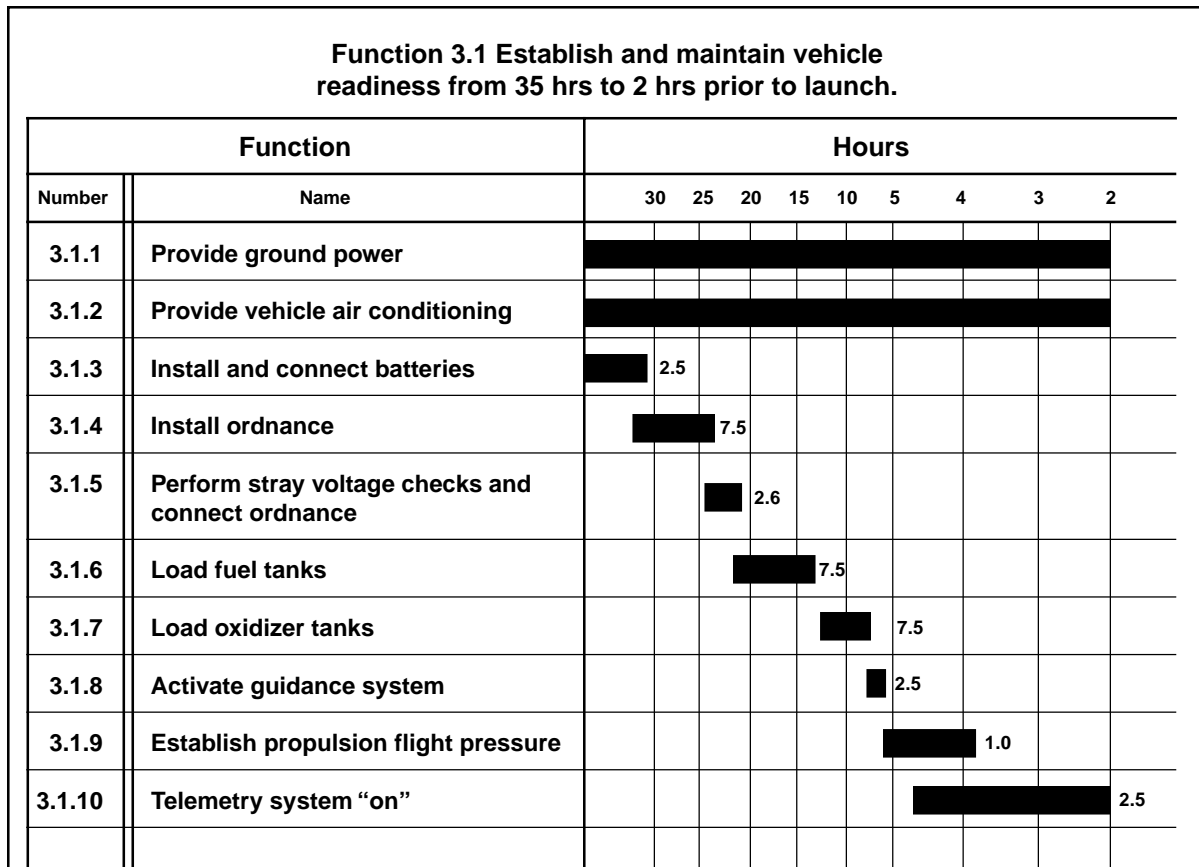 Function 3.1 Establish and maintain vehicle
readiness from 35 hrs to 2 hrs prior to launch.
Function Hours
Number Name 30 25 20 15 10 5 4 3 2
3.1.1 Provide ground power
3.1.2 Provide vehicle air conditioning
3.1.3 Install and connect batteries 2.5
3.1.4 Install ordnance 7.5
3.1.5 Perform stray voltage checks and
connect ordnance 2.6
3.1.6 Load fuel tanks 7.5
3.1.7 Load oxidizer tanks 7.5
3.1.8 Activate guidance system 2.5
3.1.9 Establish propulsion flight pressure 1.0
3.1.10 Telemetry system “on” 2.5